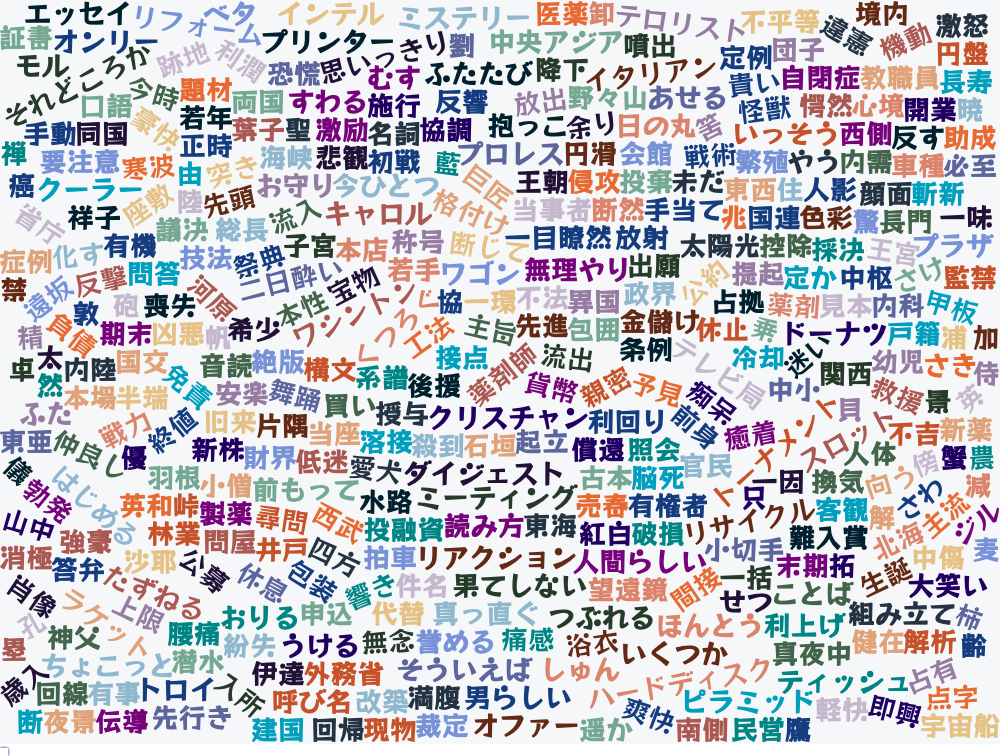 エッセイ リフォーム ベタ インテル ミステリー 医薬 卸 テロリスト 不平等 違憲 境内 激怒
証書 オンリー 跡地 利潤 プリンター 思いっきり 劉 中央アジア 噴出 定例 団子 機動 円盤
モル それどころか 今時 題材 恐慌 むす ふたたび 降下 イタリアン 貴い 自閉症 教職員 長寿
口語 豪快 若年 両国 すわる 施行 反響 放出 野々山 あせる 怪獣 愕然 心境 開業 暁
手動 同国 正時 葉子 聖 激励 名詞 協調 抱っこ 余り 日の丸 筈 いっそう 西側 反す 助成
禅 要注意 寒波 由 突き 海峡 悲観 初戦 藍 プロレス 円滑 会館 戦術 繁殖 やう 内需 車種 必至
癌 クーラー 座敷 陸 先頭 お守り 今ひとつ 巨匠 王朝 侵攻 投棄 未だ 東西 住人 影 顔面 斬新
省庁 祥子 議決 総長 流入 キャロル 格付け 当事者 断然 手当て 兆 国連 色彩 驚 長門 一味
症例 化す 有機 技法 祭典 子宮 本店 称号 断じて 一目瞭然 放射 太陽光 控除 採決 王宮 プラザ
禁 遠坂 反撃 問答 河原 二日酔い 宝物 若手 ワゴン 無理やり 出願 公約 提起 定か 中枢 さけ 監禁
敦 砲 喪失 本性 ワシントン くつろぐ 協 一環 不法 異国 政界 占拠 薬剤 見本 内科 甲板
精 負債 期末 凶悪 帆 希少 工法 主旨 先進 包囲 金儲け 休止 乗 ドーナツ 戸籍 浦 加
卓 太 内陸 国交 音読 絶版 構文 接点 薬剤師 流出 条例 テレビ局 冷却 迷い 関西 幼児 さき 侍
然 本場 半端 免責 安楽 舞踊 系譜 後援 貨幣 親密 予見 痴呆 中小 救援 景
ふた 戦力 終値 旧来 片隅 買い 授与 クリスチャン 利回り 前身 癒着 トーナメント 貝 スロット 不吉 新薬
東亜 仲良し 優 新株 財界 当座 溶接 殺到 石垣 起立 償還 照会 人体 傍 蟹 農
儀 勃発 はじめる 羽根 小僧 前もって 低迷 愛犬 ダイジェスト 古本 脳死 官民 一因 換気 向う さわ 減
山中 英和 峠 製薬 尋問 西武 水路 ミーティング 売春 有権者 只 リサイクル 客観 解 北海 主流 ジル
強豪 林業 問屋 井戸 四方 投融資 読み方 東海 紅白 破損 小切手 難入賞 中傷 麦
消極 答弁 沙耶 公募 休息 包装 拍車 リアクション 人間らしい 間接 一括 末期 拓 生誕 大笑い
肖像 たずねる 響き 件名 果てしない 望遠鏡 せつ ことば 組み立て 柿
孔 ラケット 上限 おりる 申込 代替 真っ直ぐ つぶれる ほんとう 利上げ 健在 解析 齢
塁 神父 腰痛 紛失 うける 無念 誉める 痛感 浴衣 いくつか 真夜中
歳入 ちょこっと 潜水 伊達 外務省 そういえば しゅん ハードディスク ティッシュ 占有
回線 有事 トロイ 入所 呼び名 改築 満腹 男らしい 爽快 ピラミッド 軽快 即興 点字
断 夜景 伝導 先行き 建国 回帰 現物 裁定 オファー 遥か 南側 民営 鷹 宇宙船